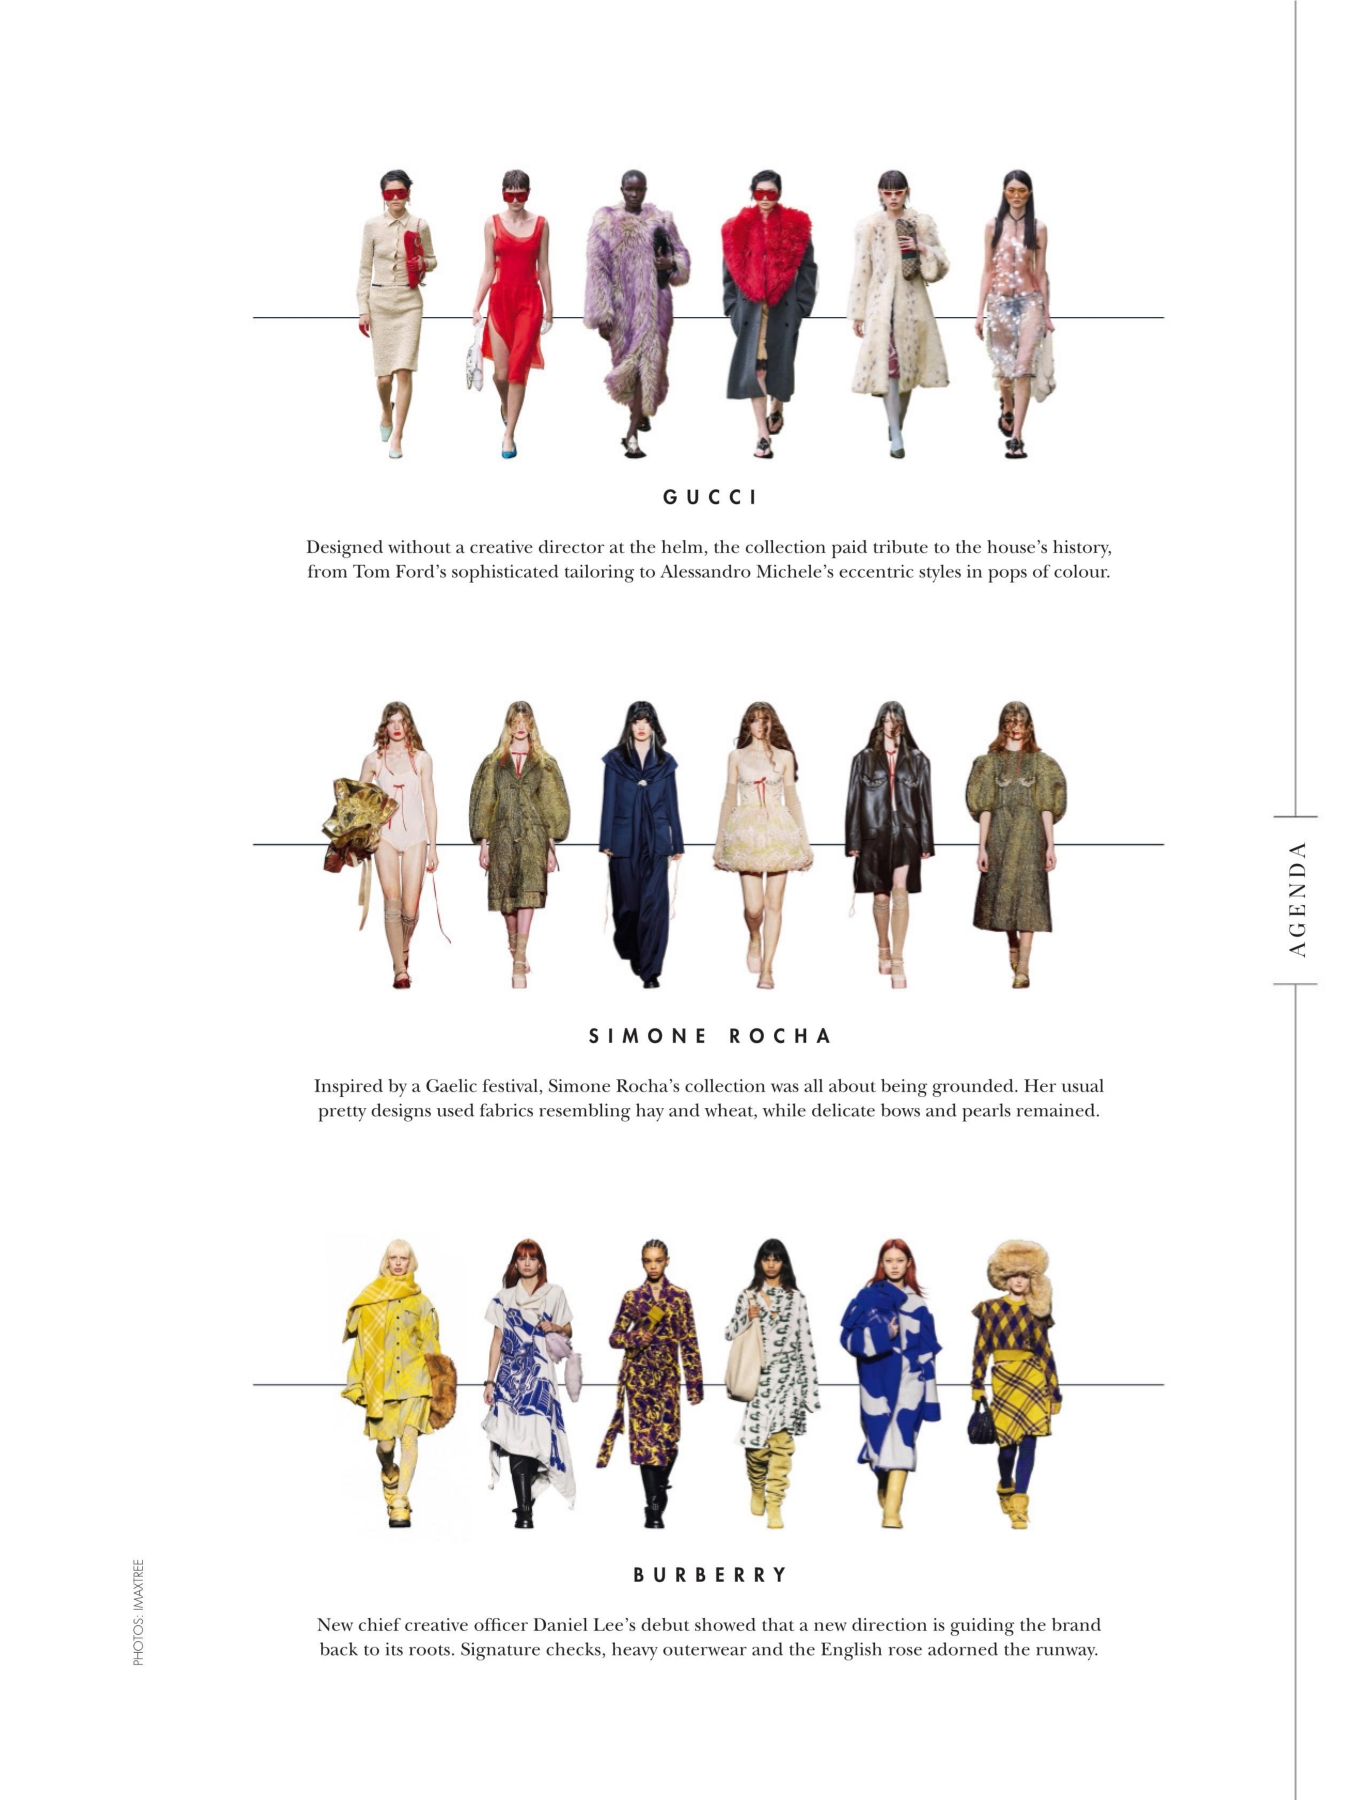 GUCCI
Designed without a creative director at the helm, the collection paid tribute to the house's history,
from Tom Ford's sophisticated tailoring to Alessandro Michele's eccentric styles in pops of colour.
SIMONE ROCHA
Inspired by a Gaelic festival, Simone Rocha's collection was all about being grounded. Her usual
pretty designs used fabrics resembling hay and wheat, while delicate bows and pearls remained.
AGENDA
BURBERRY
New chief creative officer Daniel Lee's debut showed that a new direction is guiding the brand
back to its roots. Signature checks, heavy outerwear and the English rose adorned the runway.
PHOTOS: IMAXTREE